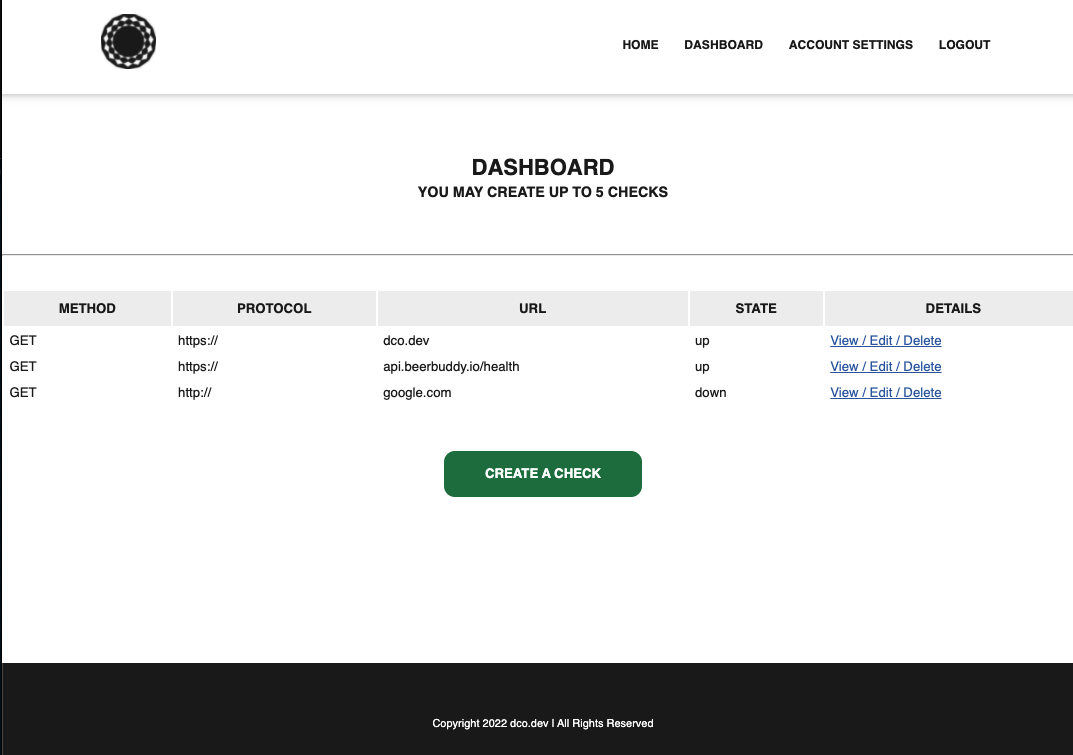 HOME DASHBOARD ACCOUNT SETTINGS LOGOUT
DASHBOARD
YOU MAY CREATE UP TO 5 CHECKS
METHOD PROTOCOL URL STATE DETAILS
GET https:// dco.dev up View / Edit / Delete
GET https:// api.beerbuddy.io/health up View / Edit / Delete
GET http:// google.com down View / Edit / Delete
CREATE A CHECK
Copyright 2022 dco.dev | All Rights Reserved